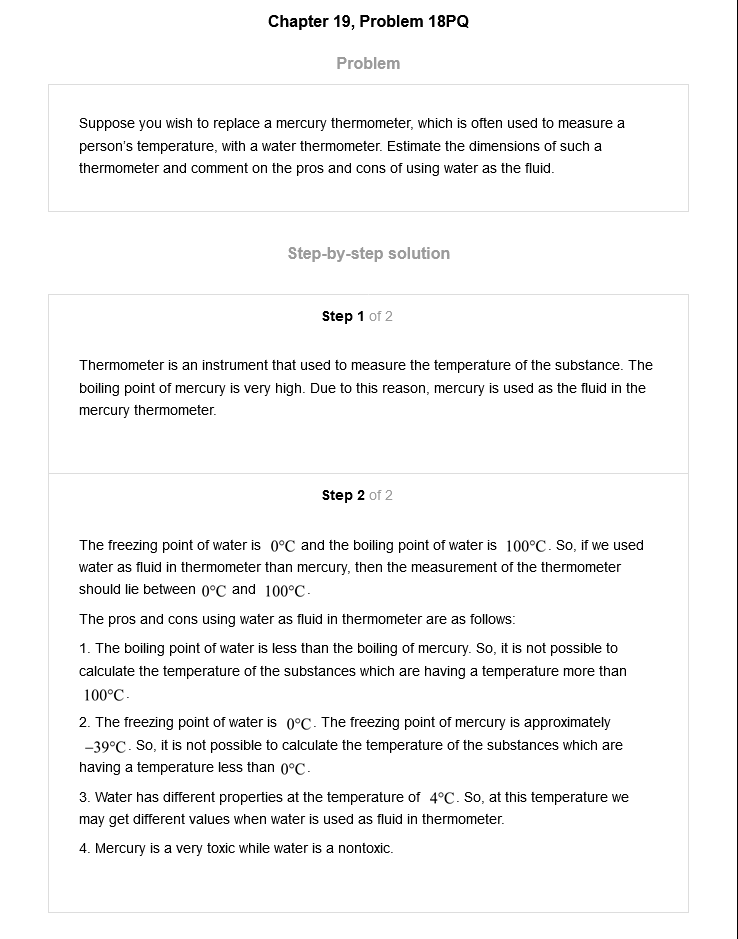 Chapter 19, Problem 18PQ
Problem
Suppose you wish to replace a mercury thermometer, which is often used to measure a
person's temperature, with a water thermometer. Estimate the dimensions of such a
thermometer and comment on the pros and cons of using water as the fluid.
Step-by-step solution
Step 1 of 2
Thermometer is an instrument that used to measure the temperature of the substance. The
boiling point of mercury is very high. Due to this reason, mercury is used as the fluid in the
mercury thermometer.
Step 2 of 2
The freezing point of water is 0°C and the boiling point of water is 100°C. So, if we used
water as fluid in thermometer than mercury, then the measurement of the thermometer
should lie between 0°C and 100°C.
The pros and cons using water as fluid in thermometer are as follows:
1. The boiling point of water is less than the boiling of mercury. So, it is not possible to
calculate the temperature of the substances which are having a temperature more than
100°C.
2. The freezing point of water is 0°C. The freezing point of mercury is approximately
–39°C. So, it is not possible to calculate the temperature of the substances which are
having a temperature less than 0°C.
3. Water has different properties at the temperature of 4°C. So, at this temperature we
may get different values when water is used as fluid in thermometer.
4. Mercury is a very toxic while water is a nontoxic.